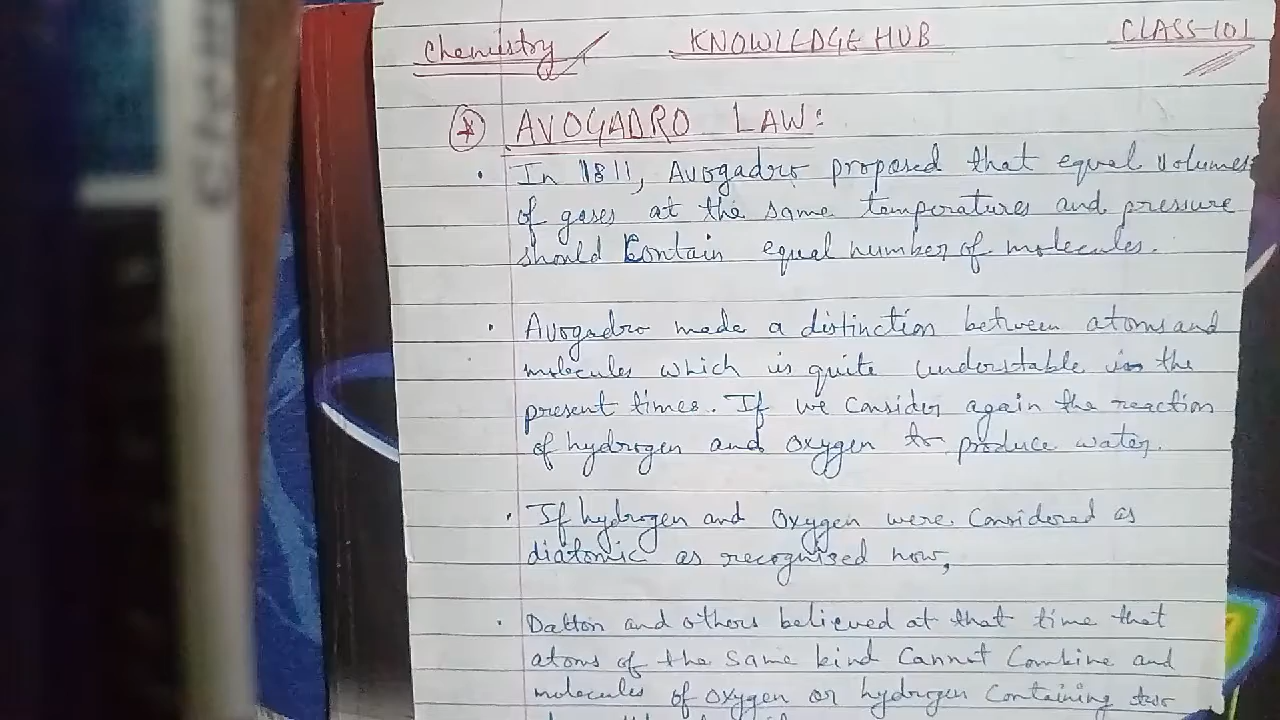 Chemistry KNOWLEDGE HUB CLASS-101
AVOGADRO LAW:
• In 1811, Avogadro proposed that equal volumes
of gases at the same temperatures and pressure
should contain equal number of molecules.
• Avogadro made a distinction between atoms and
molecules which is quite understable in the
present times. If we consider again the reaction
of hydrogen and oxygen to produce water.
• If hydrogen and oxygen were considered as
diatomic as recognised now,
• Dalton and others believed at that time that
atoms of the same kind cannot combine and
molecules of oxygen or hydrogen containing two